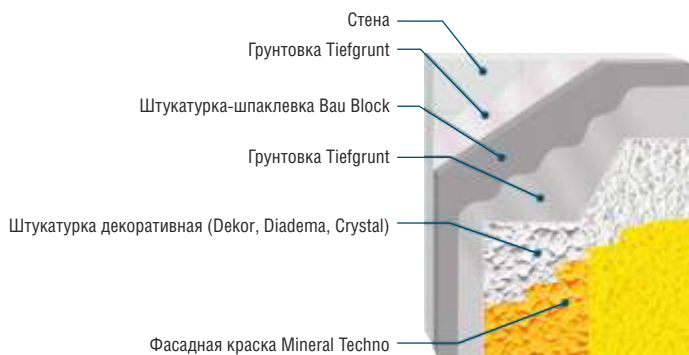 Стена
Грунтовка Tiefgrunt
Штукатурка-шпаклевка Bau Block
Грунтовка Tiefgrunt
Штукатурка декоративная (Dekor, Diadema, Crystal)
Фасадная краска Mineral Techno